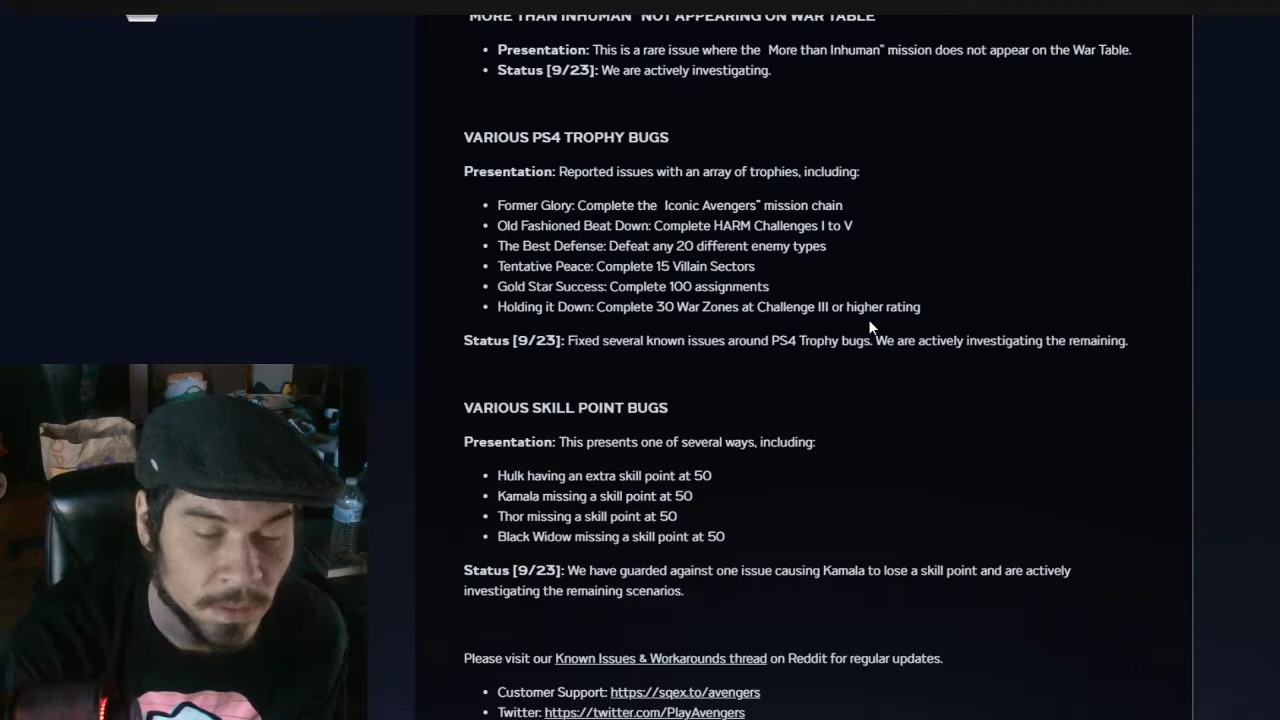 "MORE THAN INHUMAN" NOT APPEARING ON WAR TABLE
• Presentation: This is a rare issue where the More than Inhuman" mission does not appear on the War Table.
• Status [9/23]: We are actively investigating.
VARIOUS PS4 TROPHY BUGS
Presentation: Reported issues with an array of trophies, including:
• Former Glory: Complete the Iconic Avengers" mission chain
• Old Fashioned Beat Down: Complete HARM Challenges I to V
• The Best Defense: Defeat any 20 different enemy types
• Tentative Peace: Complete 15 Villain Sectors
• Gold Star Success: Complete 100 assignments
• Holding it Down: Complete 30 War Zones at Challenge III or higher rating
Status [9/23]: Fixed several known issues around PS4 Trophy bugs. We are actively investigating the remaining.
VARIOUS SKILL POINT BUGS
Presentation: This presents one of several ways, including:
• Hulk having an extra skill point at 50
• Kamala missing a skill point at 50
• Thor missing a skill point at 50
• Black Widow missing a skill point at 50
Status [9/23]: We have guarded against one issue causing Kamala to lose a skill point and are actively
investigating the remaining scenarios.
Please visit our Known Issues & Workarounds thread on Reddit for regular updates.
• Customer Support: https://sqex.to/avengers
• Twitter: https://twitter.com/PlayAvengers